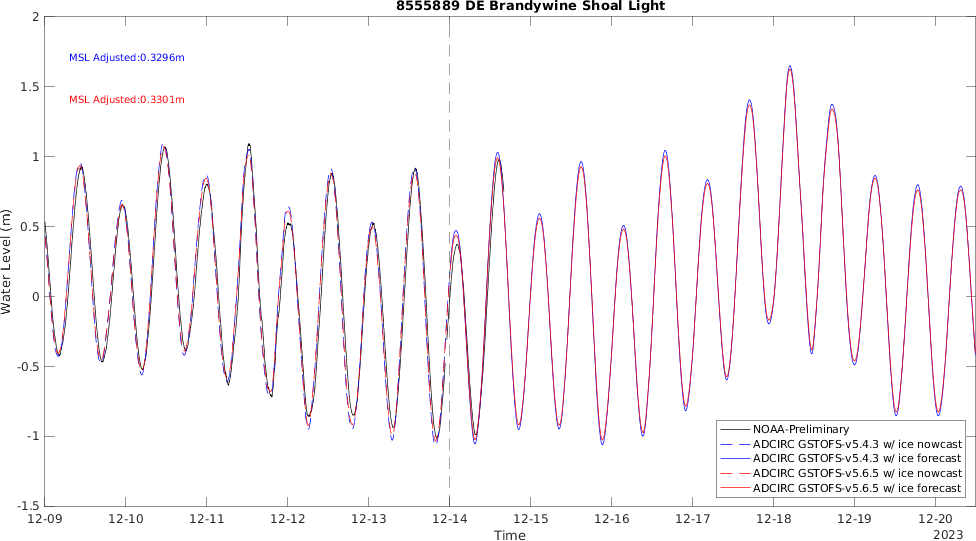 8555889 DE Brandywine Shoal Light
MSL Adjusted:0.3296m
MSL Adjusted:0.3301m
Water Level (m)
2
1.5
1
0.5
0
-0.5
-1
-1.5
NOAA-Preliminary
ADCIRC GSTOFS-v5.4.3 w/ ice nowcast
ADCIRC GSTOFS-v5.4.3 w/ ice forecast
ADCIRC GSTOFS-v5.6.5 w/ ice nowcast
ADCIRC GSTOFS-v5.6.5 w/ ice forecast
12-09 12-10 12-11 12-12 12-13 12-14 12-15 12-16 12-17 12-18 12-19 12-20
Time
2023